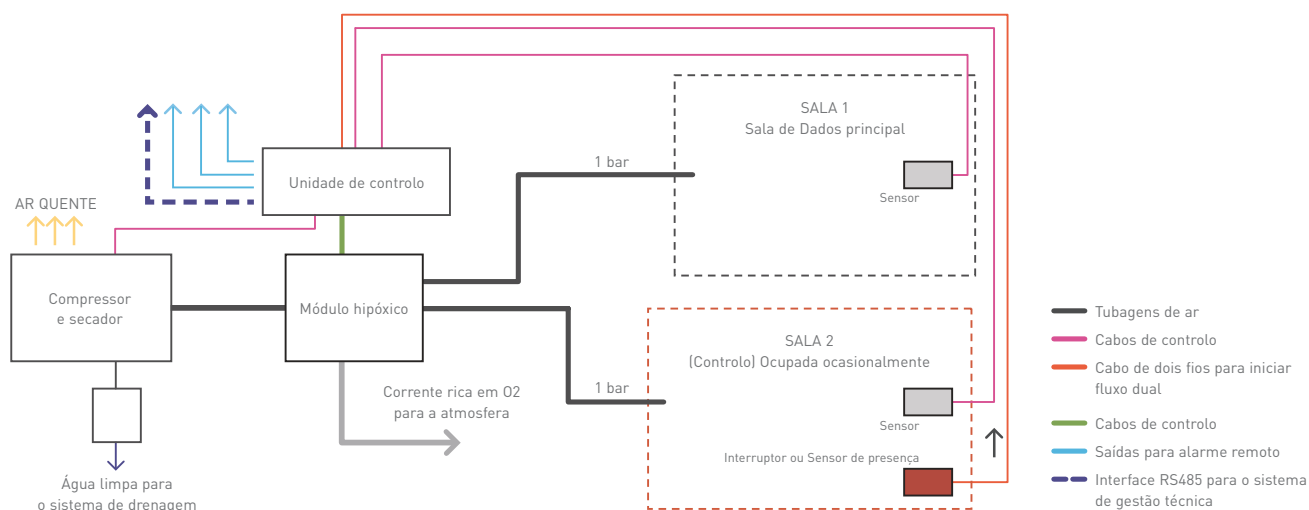 SALA 1
Sala de Dados principal
1 bar
Unidade de controlo
Sensor
AR QUENTE
Compressor
e secador
Módulo hipóxico
SALA 2
(Controlo) Ocupada ocasionalmente
1 bar
Corrente rica em O2
para a atmosfera
Sensor
Interruptor ou Sensor de presença
Água limpa para
o sistema de drenagem
Tubagens de ar
Cabos de controlo
Cabo de dois fios para iniciar
fluxo dual
Cabos de controlo
Saídas para alarme remoto
Interface RS485 para o sistema
de gestão técnica